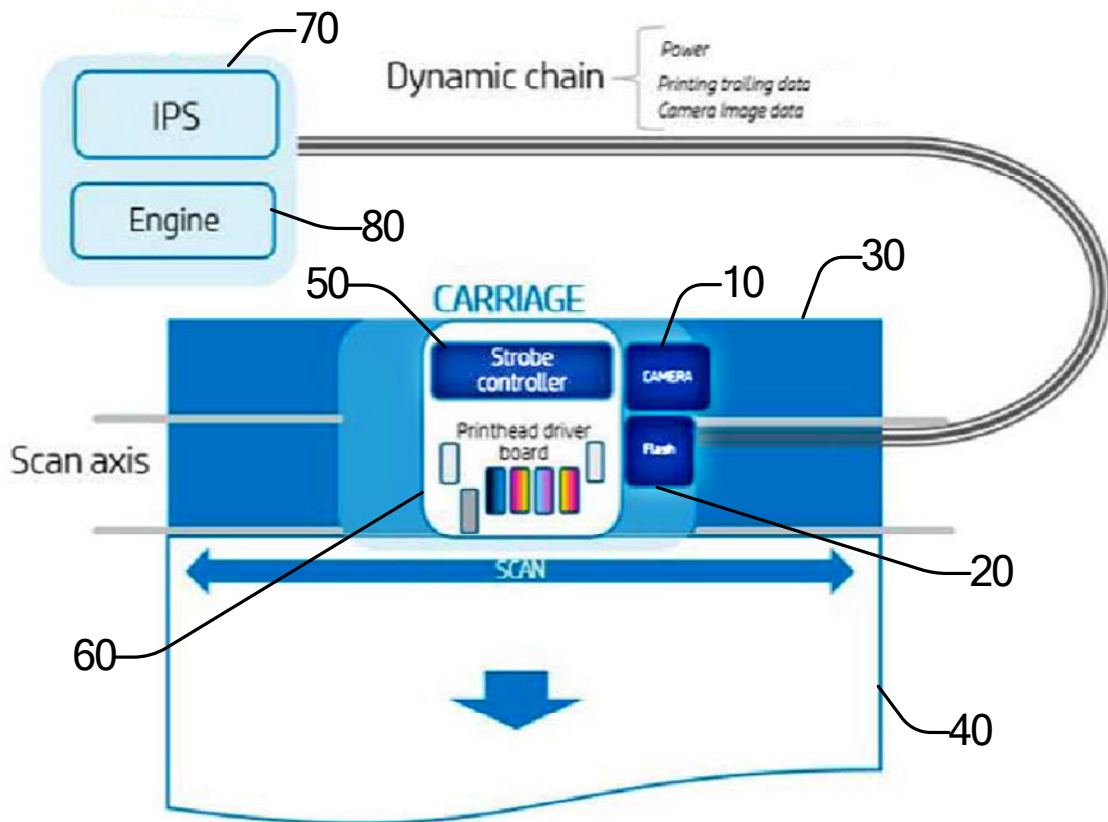 70
Dynamic chain
Power
Printing trailing data
Camera Image data
IPS
Engine
80
30
50
CARRIAGE
10
Strobe
controller
CAMERA
Printhead driver
board
Flash
Scan axis
SCAN
20
60
40